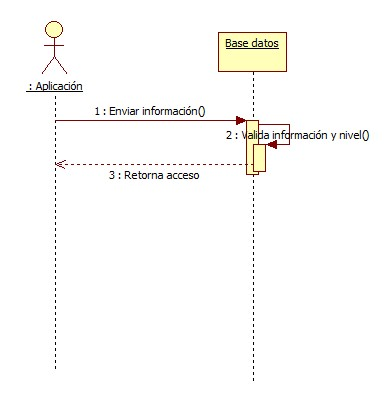 Base datos
: Aplicación
1 : Enviar información()
2 : Valida información y nivel()
3 : Retorna acceso